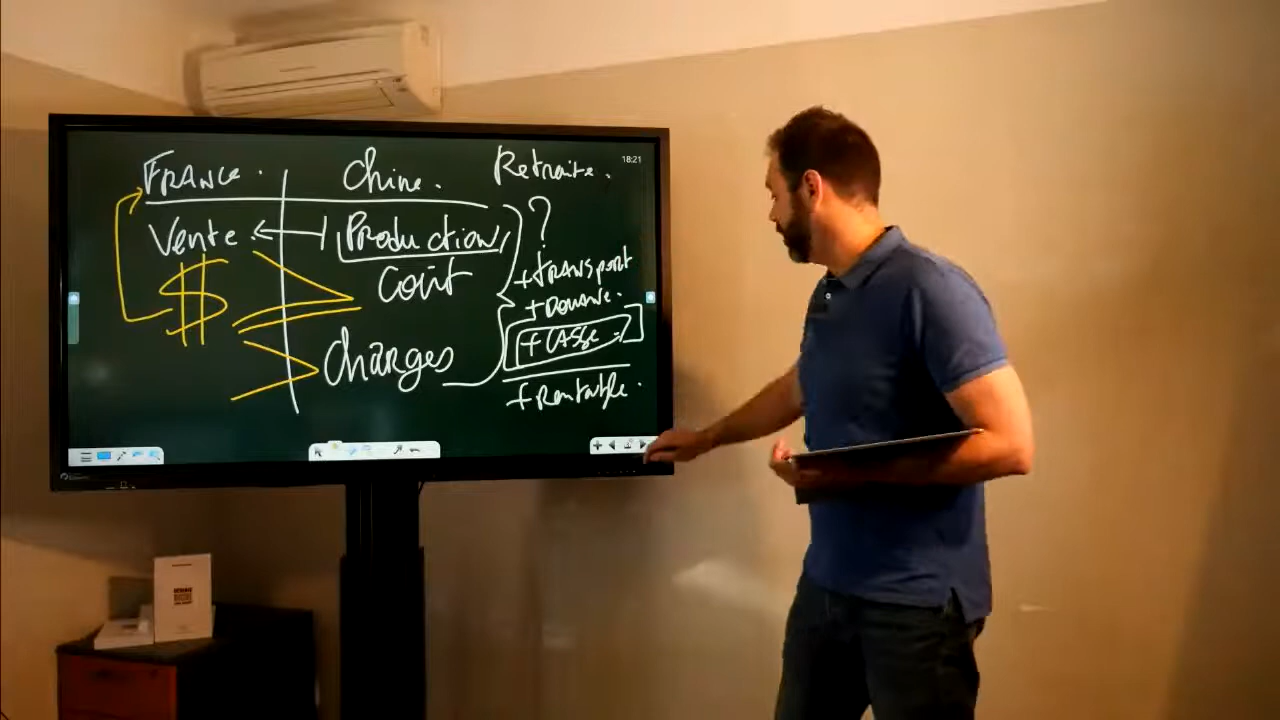 FRANCE.
Chine.
Retraite.
18:21
Vente.
Production
?
$
Coût
+ TRANSport
+ Douane.
+ CASSe ?
Charges
+ Rentable.